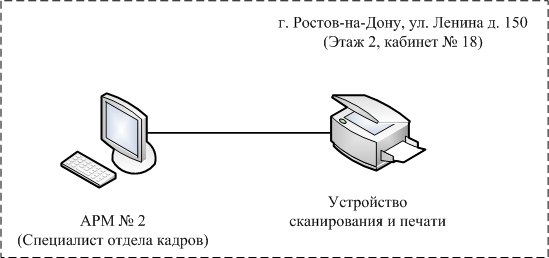 г. Ростов-на-Дону, ул. Ленина д. 150
(Этаж 2, кабинет № 18)
АРМ № 2
(Специалист отдела кадров)
Устройство
сканирования и печати